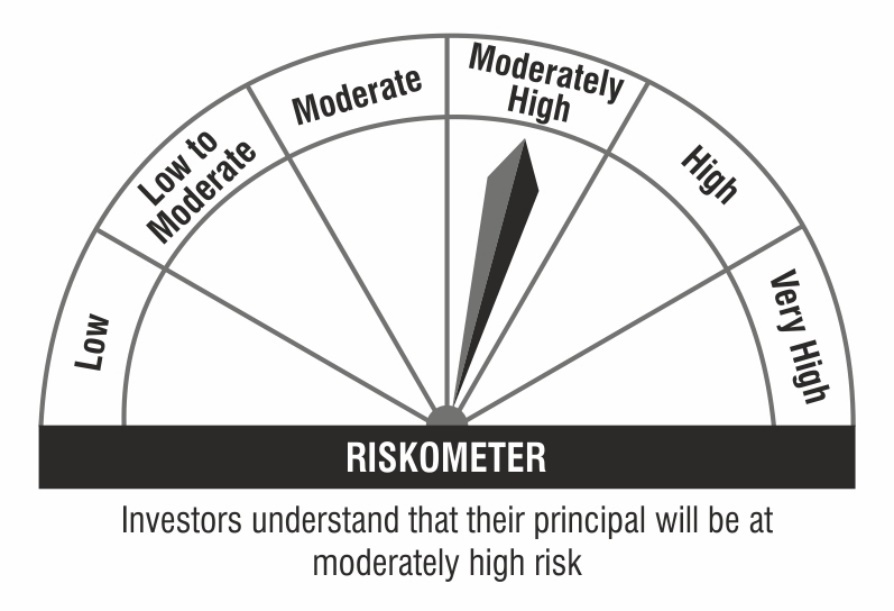 Low
Low to
Moderate
Moderate
Moderately
High
High
Very High
RISKOMETER
Investors understand that their principal will be at
moderately high risk